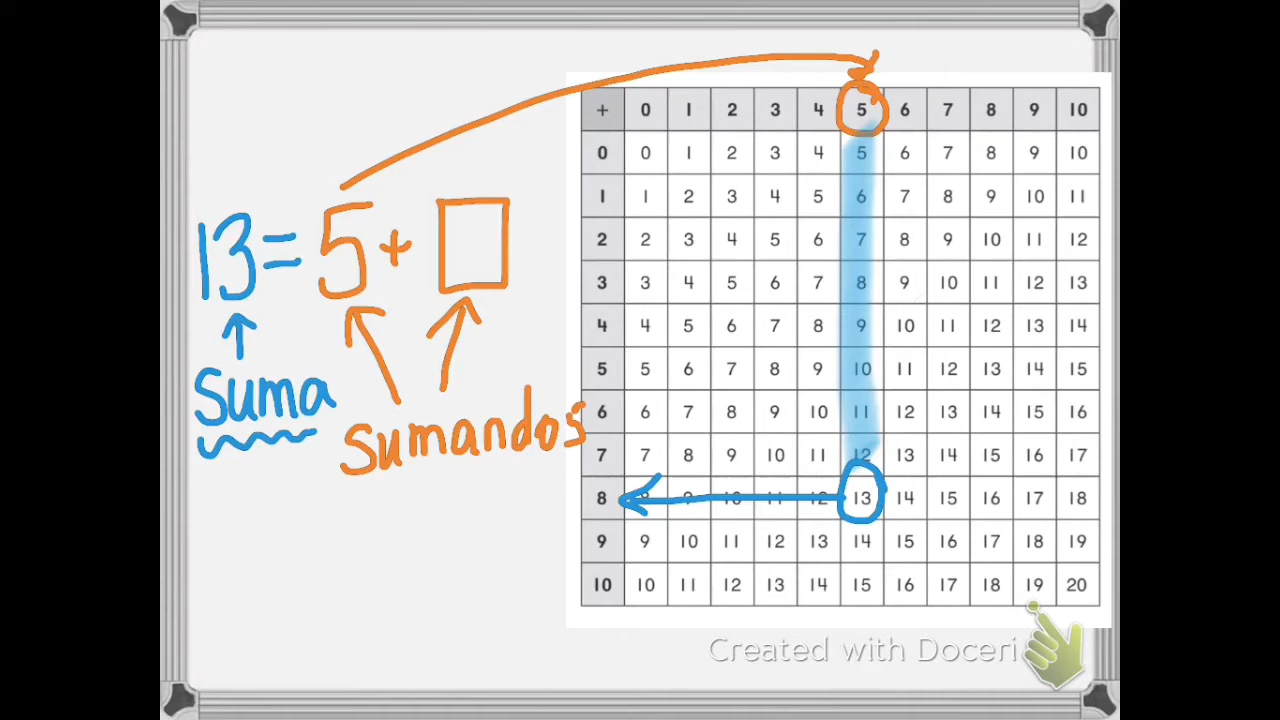 13 = 5 + □
suma
sumandos
+ 0 1 2 3 4 5 6 7 8 9 10
0 0 1 2 3 4 5 6 7 8 9 10
1 1 2 3 4 5 6 7 8 9 10 11
2 2 3 4 5 6 7 8 9 10 11 12
3 3 4 5 6 7 8 9 10 11 12 13
4 4 5 6 7 8 9 10 11 12 13 14
5 5 6 7 8 9 10 11 12 13 14 15
6 6 7 8 9 10 11 12 13 14 15 16
7 7 8 9 10 11 12 13 14 15 16 17
8 8 9 10 11 12 13 14 15 16 17 18
9 9 10 11 12 13 14 15 16 17 18 19
10 10 11 12 13 14 15 16 17 18 19 20
Created with Doceri